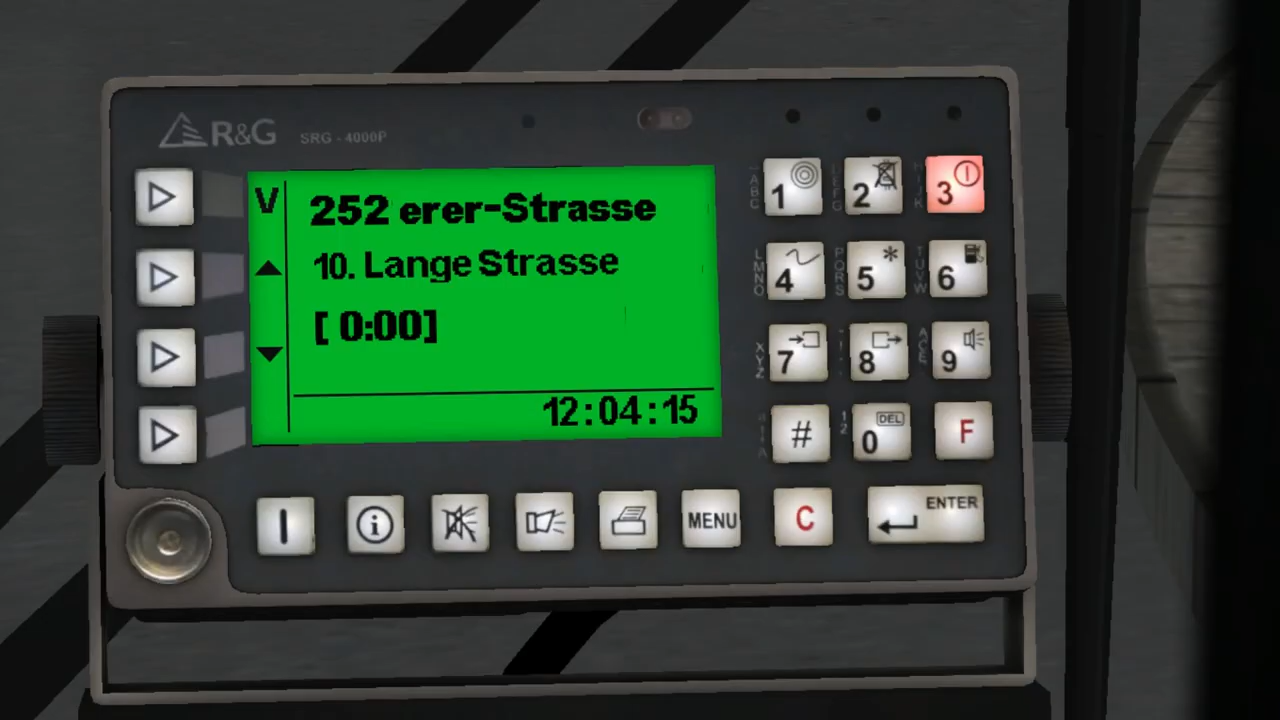 R&G SRG - 4000P
V 252 erer-Strasse
10. Lange Strasse
[ 0:00]
12:04:15
1 2 3
4 5 6
7 8 9
# DEL 0 F
MENU C ENTER